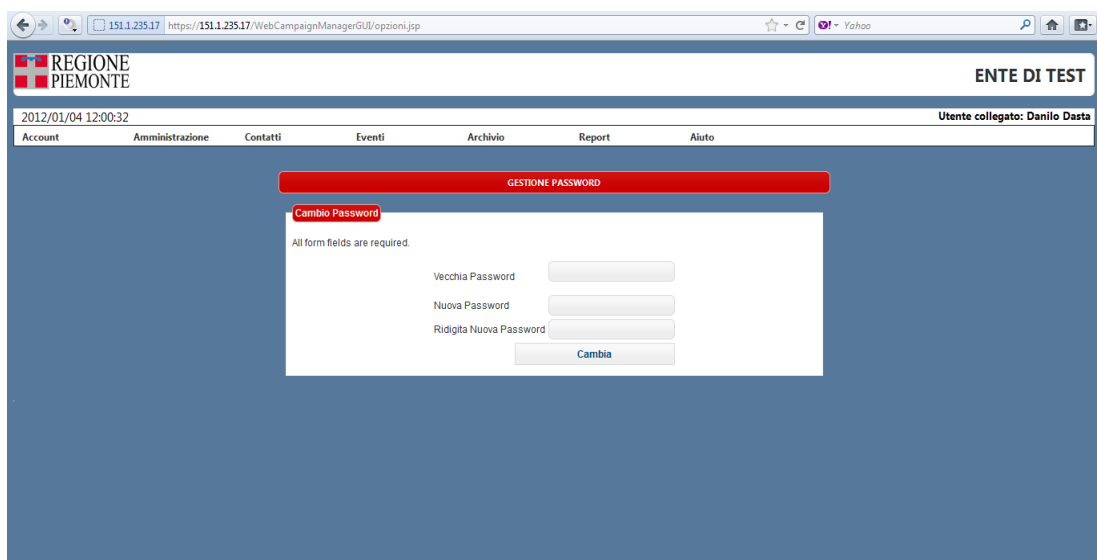 151.1.235.17 https://151.1.235.17/WebCampaignManagerGUI/opzioni.jsp Yahoo
REGIONE
PIEMONTE
ENTE DI TEST
2012/01/04 12:00:32 Utente collegato: Danilo Dasta
Account Amministrazione Contatti Eventi Archivio Report Aiuto
GESTIONE PASSWORD
Cambio Password
All form fields are required.
Vecchia Password
Nuova Password
Ridigita Nuova Password
Cambia